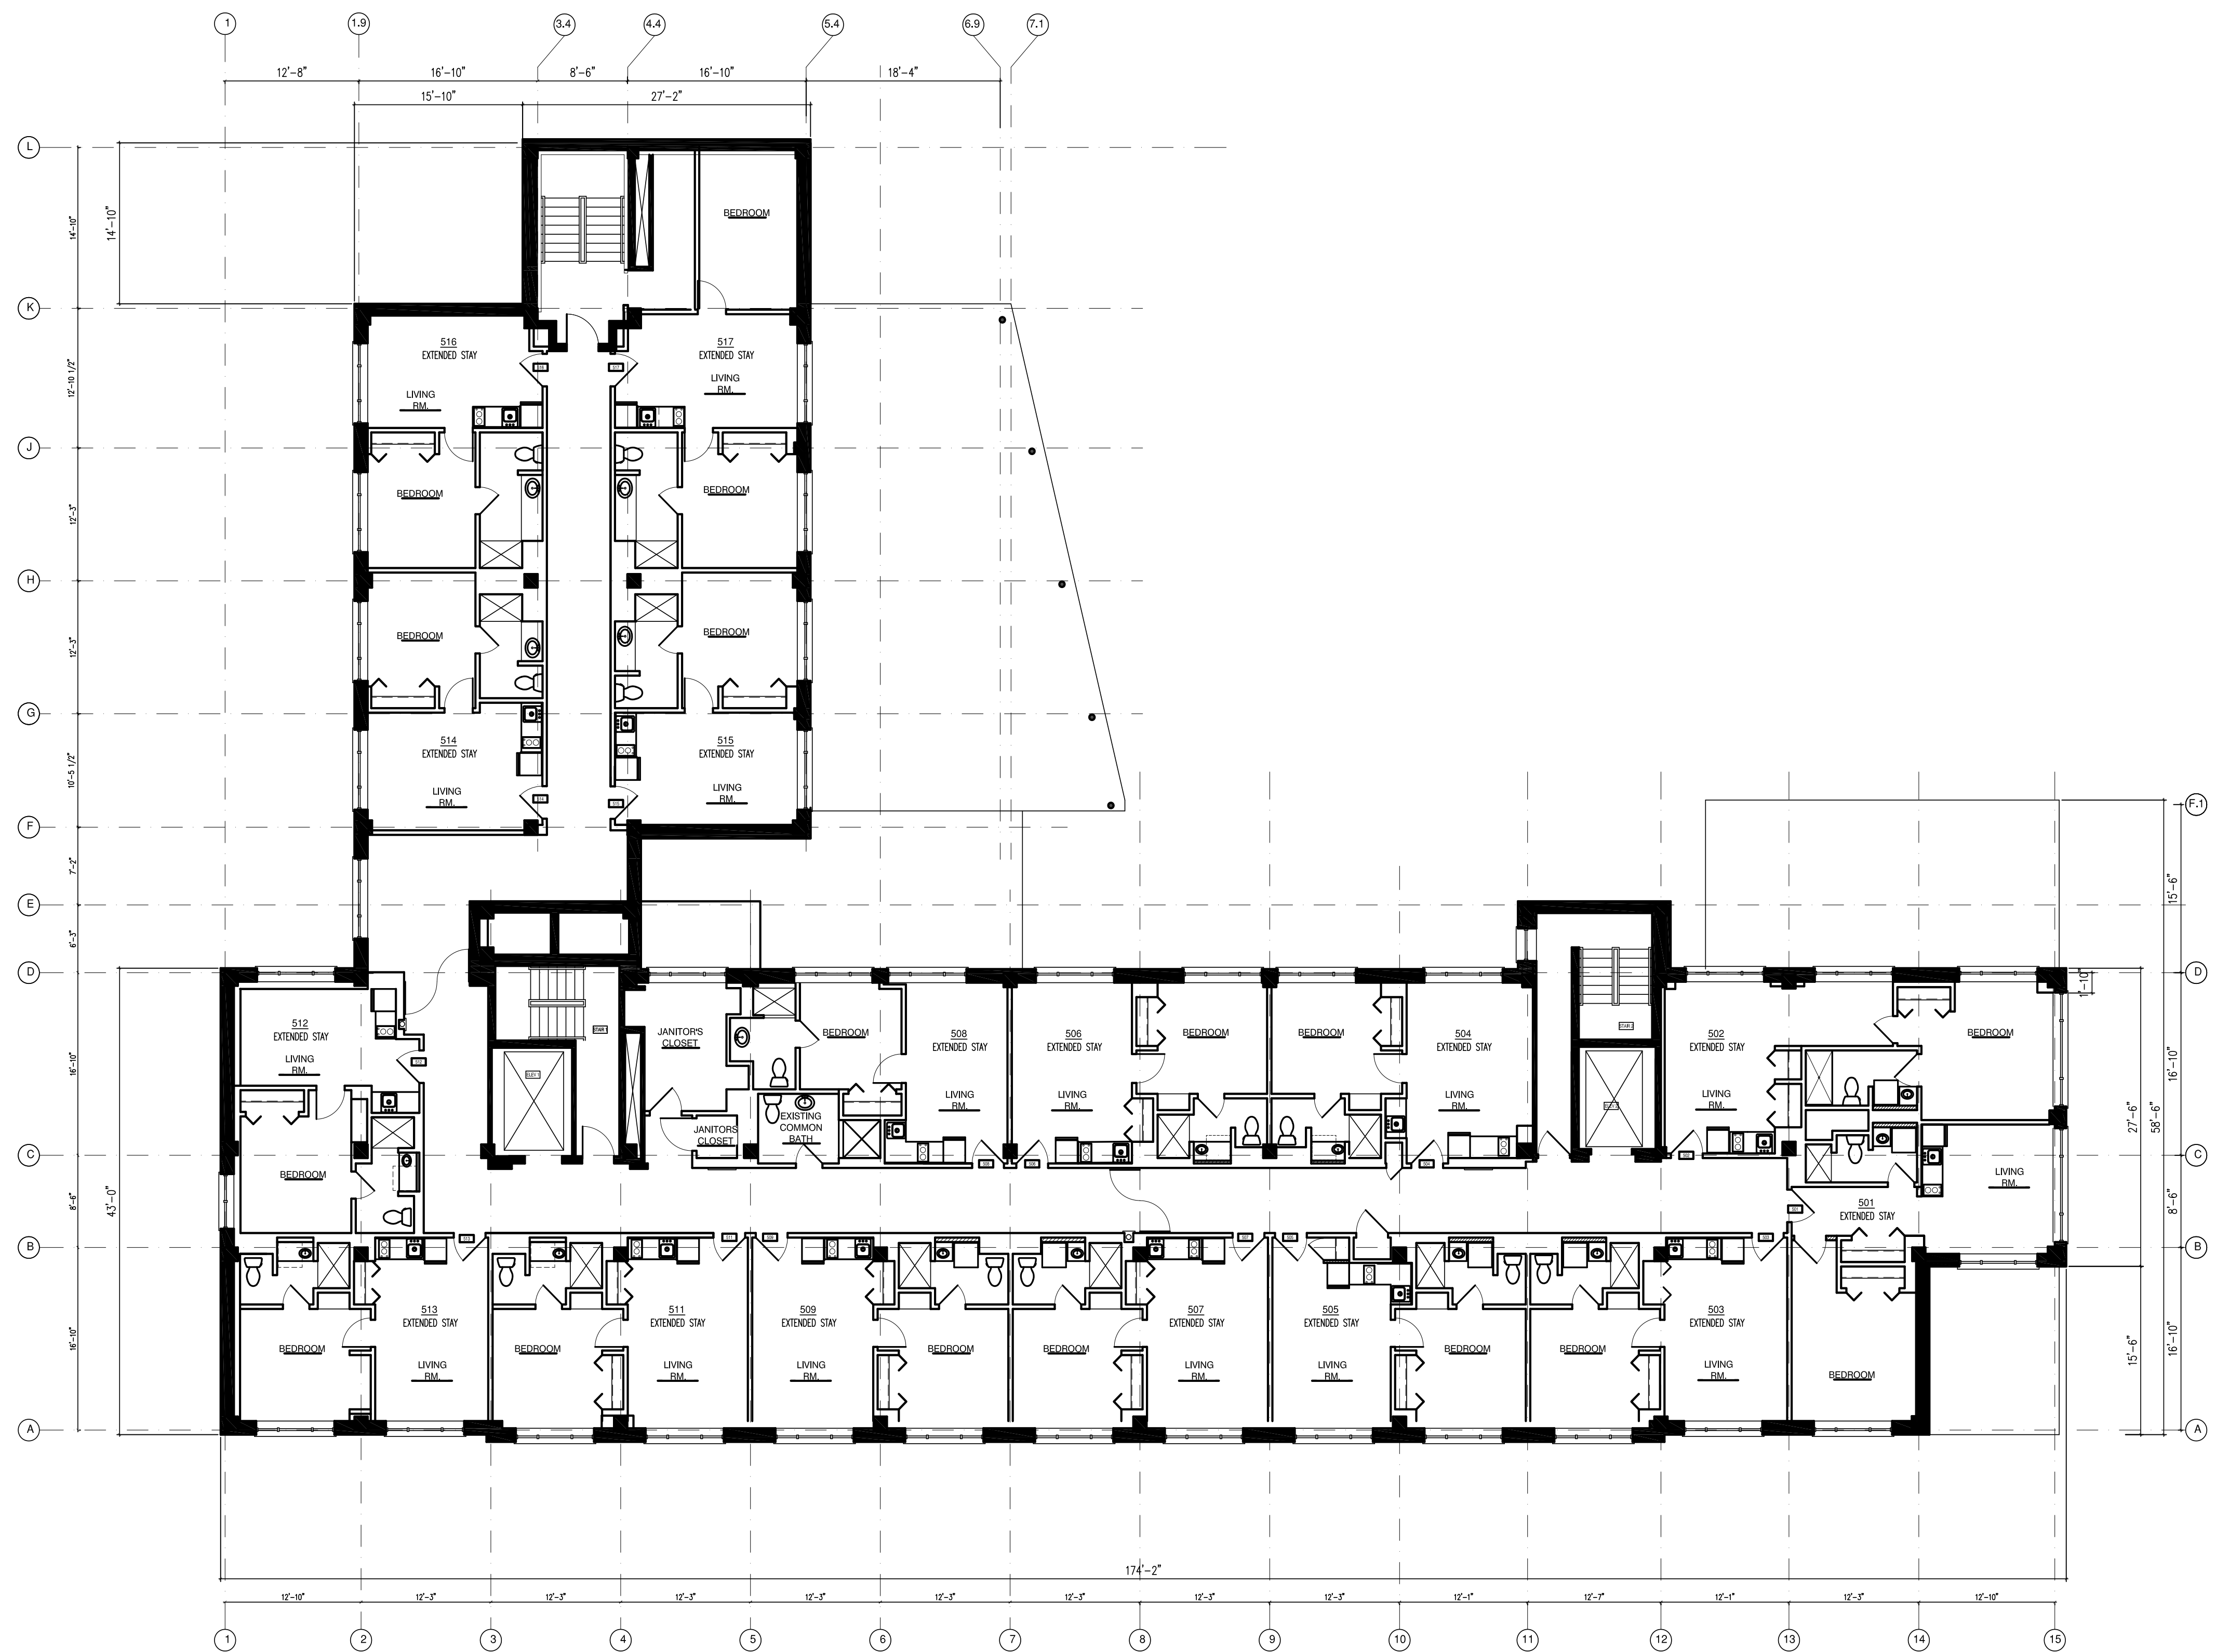 1
1.9
3.4
4.4
5.4
6.9
7.1
12'-8"
16'-10"
8'-6"
16'-10"
18'-4"
15'-10"
27'-2"
L
14'-10"
14'-10"
BEDROOM
K
516
EXTENDED STAY
517
EXTENDED STAY
12'-10 1/2"
LIVING
RM.
LIVING
RM.
J
BEDROOM
BEDROOM
12'-3"
H
BEDROOM
BEDROOM
12'-3"
G
514
EXTENDED STAY
515
EXTENDED STAY
10'-5 1/2"
LIVING
RM.
LIVING
RM.
F
F.1
7'-2"
15'-6"
E
6'-3"
D
D
1'-10"
512
EXTENDED STAY
LIVING
RM.
STAIR 1
ELEV 1
JANITOR'S
CLOSET
BEDROOM
508
EXTENDED STAY
LIVING
RM.
506
EXTENDED STAY
LIVING
RM.
BEDROOM
BEDROOM
504
EXTENDED STAY
LIVING
RM.
STAIR 2
ELEV 2
502
EXTENDED STAY
LIVING
RM.
BEDROOM
16'-10"
16'-10"
27'-6"
58'-6"
JANITORS
CLOSET
EXISTING
COMMON
BATH
C
C
BEDROOM
LIVING
RM.
43'-0"
8'-6"
8'-6"
501
EXTENDED STAY
B
B
513
EXTENDED STAY
511
EXTENDED STAY
509
EXTENDED STAY
507
EXTENDED STAY
505
EXTENDED STAY
503
EXTENDED STAY
16'-10"
15'-6"
16'-10"
BEDROOM
LIVING
RM.
BEDROOM
LIVING
RM.
LIVING
RM.
BEDROOM
BEDROOM
LIVING
RM.
LIVING
RM.
BEDROOM
BEDROOM
LIVING
RM.
BEDROOM
A
A
174'-2"
12'-10"
12'-3"
12'-3"
12'-3"
12'-3"
12'-3"
12'-3"
12'-3"
12'-3"
12'-1"
12'-7"
12'-1"
12'-3"
12'-10"
1
2
3
4
5
6
7
8
9
10
11
12
13
14
15